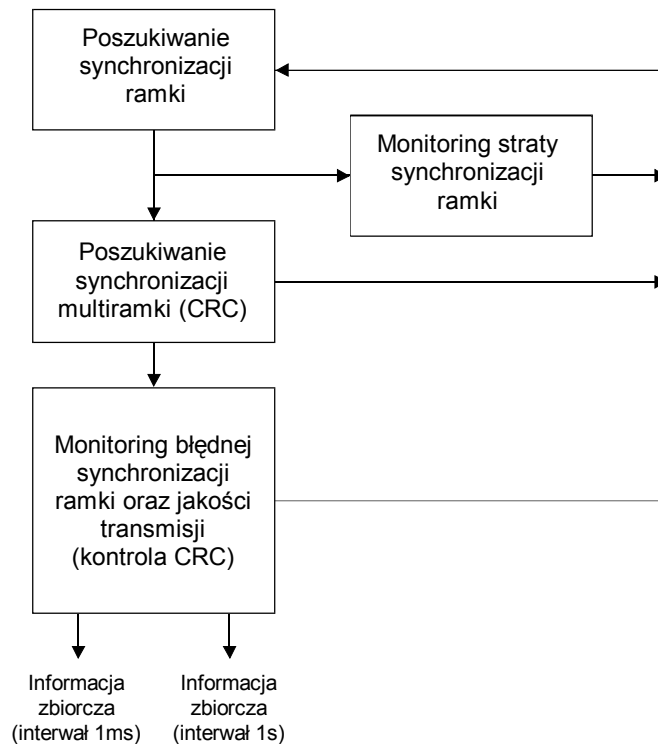 Poszukiwanie
synchronizacji
ramki
Monitoring straty
synchronizacji
ramki
Poszukiwanie
synchronizacji
multiramki (CRC)
Monitoring błędnej
synchronizacji
ramki oraz jakości
transmisji
(kontrola CRC)
Informacja
zbiorcza
(interwał 1ms)
Informacja
zbiorcza
(interwał 1s)